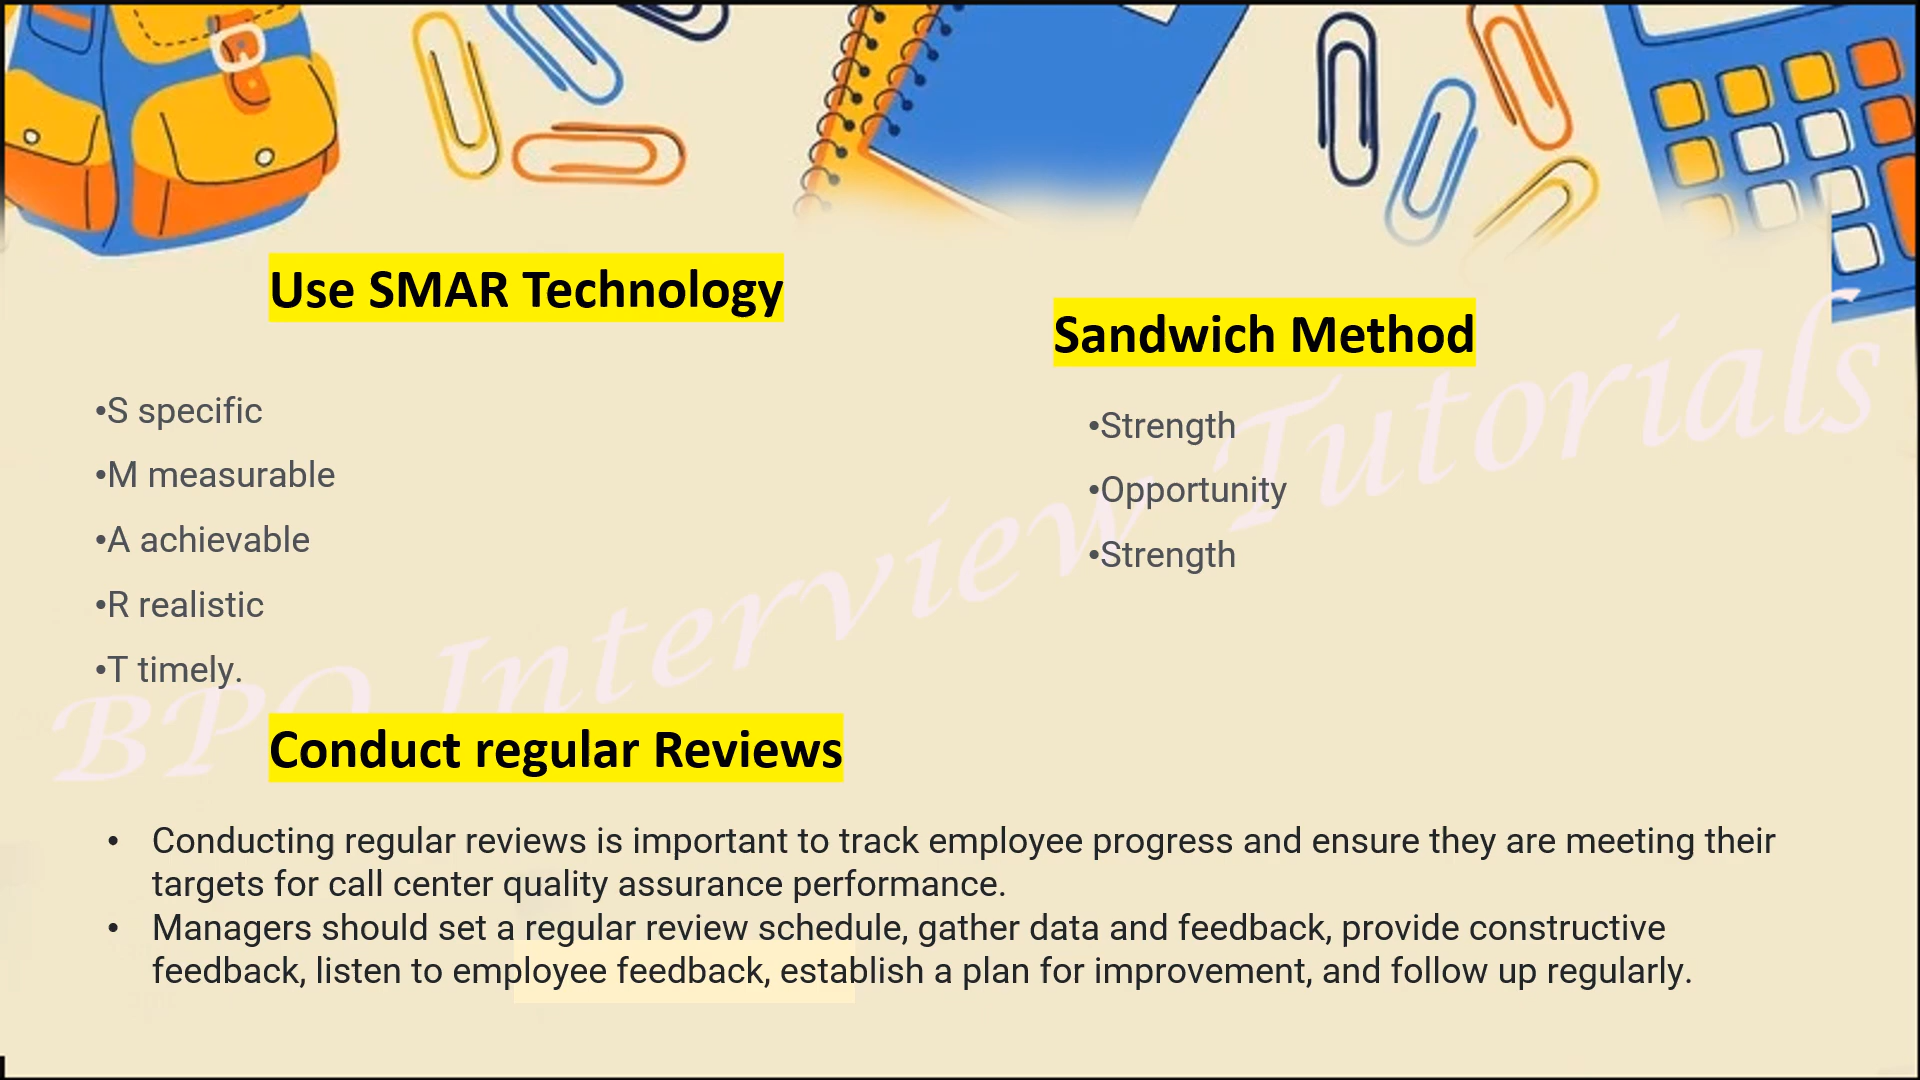 Use SMAR Technology
•S specific
•M measurable
•A achievable
•R realistic
•T timely.
Sandwich Method
•Strength
•Opportunity
•Strength
Conduct regular Reviews
• Conducting regular reviews is important to track employee progress and ensure they are meeting their
targets for call center quality assurance performance.
• Managers should set a regular review schedule, gather data and feedback, provide constructive
feedback, listen to employee feedback, establish a plan for improvement, and follow up regularly.
BPO Interview Tutorials